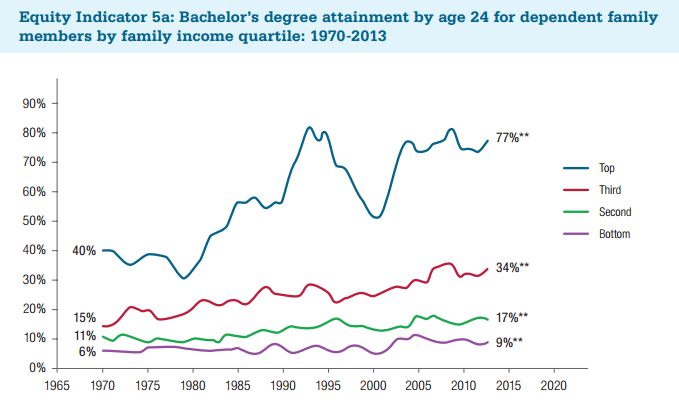 Equity Indicator 5a: Bachelor’s degree attainment by age 24 for dependent family
members by family income quartile: 1970-2013
90%
80%
70%
60%
50%
40%
30%
20%
10%
0%
40%
15%
11%
6%
77%**
34%**
17%**
9%**
Top
Third
Second
Bottom
1965 1970 1975 1980 1985 1990 1995 2000 2005 2010 2015 2020